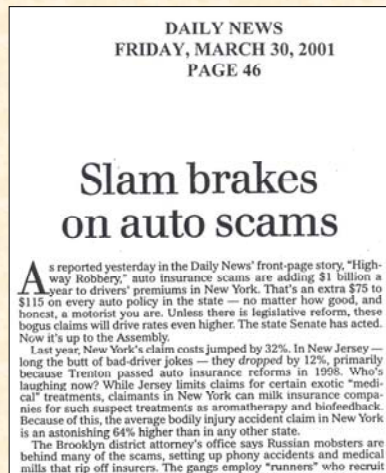 DAILY NEWS
FRIDAY, MARCH 30, 2001
PAGE 46
Slam brakes
on auto scams
As reported yesterday in the Daily News' front-page story, "High-
way Robbery," auto insurance scams are adding $1 billion a
year to drivers' premiums in New York. That's an extra $75 to
$115 on every auto policy in the state — no matter how good, and
honest, a motorist you are. Unless there is legislative reform, these
bogus claims will drive rates even higher. The state Senate has acted.
Now it's up to the Assembly.
Last year, New York's claim costs jumped by 32%. In New Jersey —
long the butt of bad-driver jokes — they dropped by 12%, primarily
because Trenton passed auto insurance reforms in 1998. Who's
laughing now? While Jersey limits claims for certain exotic "medi-
cal" treatments, claimants in New York can milk insurance compa-
nies for such suspect treatments as aromatherapy and biofeedback.
Because of this, the average bodily injury accident claim in New York
is an astonishing 64% higher than in any other state.
The Brooklyn district attorney's office says Russian mobsters are
behind many of the scams, setting up phony accidents and medical
mills that rip off insurers. The gangs employ "runners" who recruit